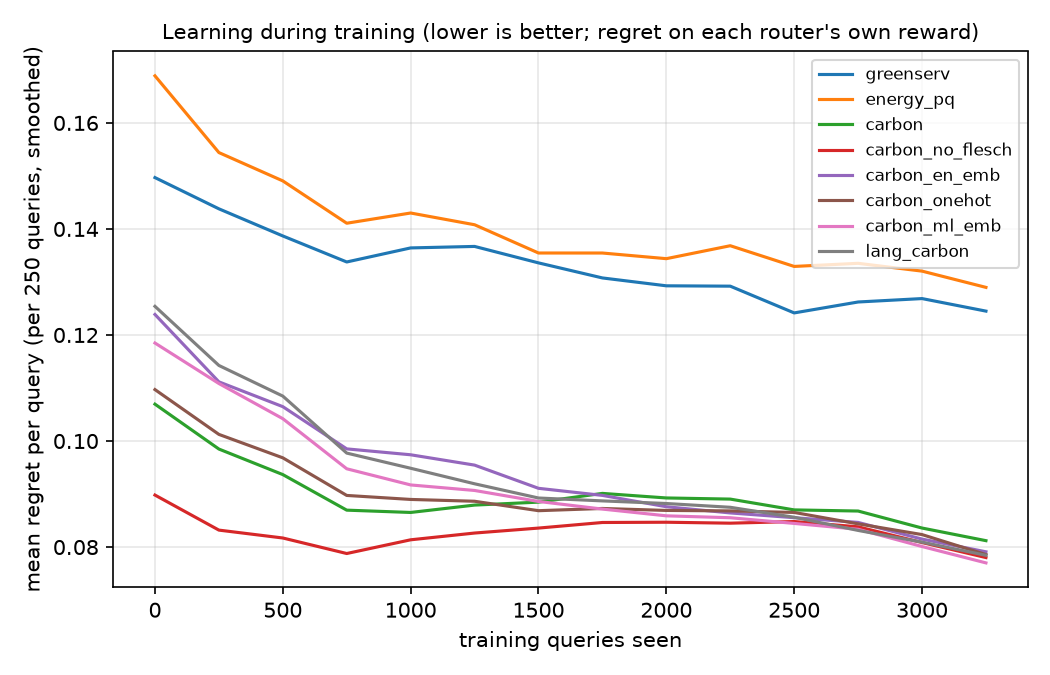 Learning during training (lower is better; regret on each router's own reward)
mean regret per query (per 250 queries, smoothed)
0.16
0.14
0.12
0.10
0.08
greenserv
energy_pq
carbon
carbon_no_flesch
carbon_en_emb
carbon_onehot
carbon_ml_emb
lang_carbon
0 500 1000 1500 2000 2500 3000
training queries seen